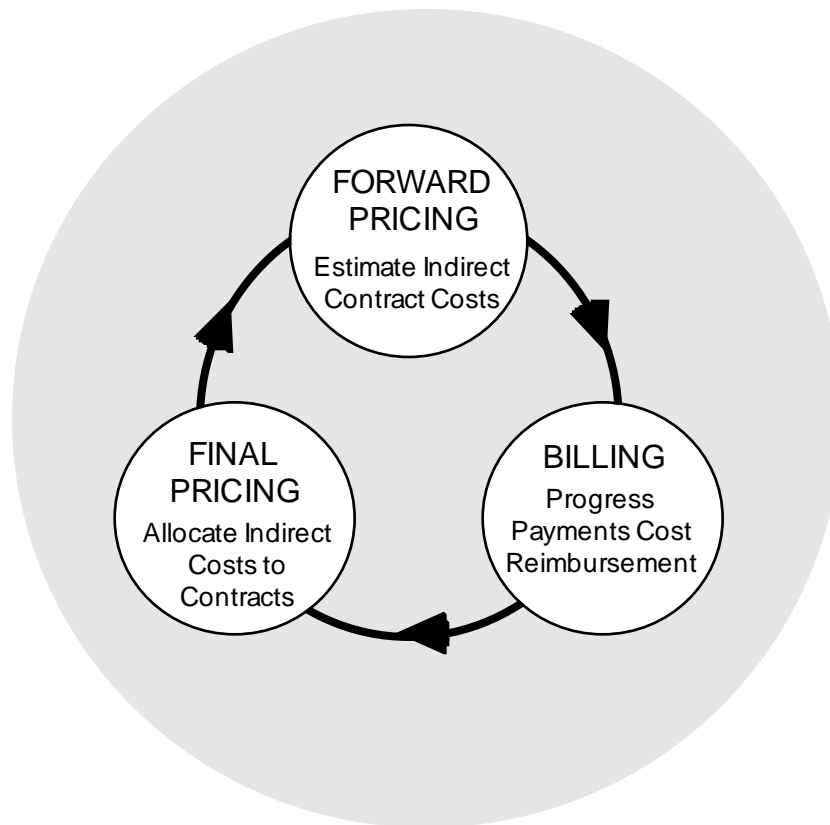 FORWARD
PRICING
Estimate Indirect
Contract Costs
FINAL
PRICING
Allocate Indirect
Costs to
Contracts
BILLING
Progress
Payments Cost
Reimbursement